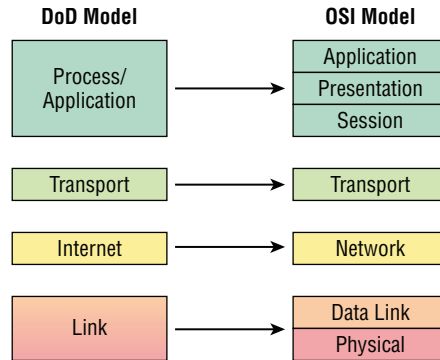 DoD Model
OSI Model
Process/
Application
Application
Presentation
Session
Transport
Transport
Internet
Network
Link
Data Link
Physical